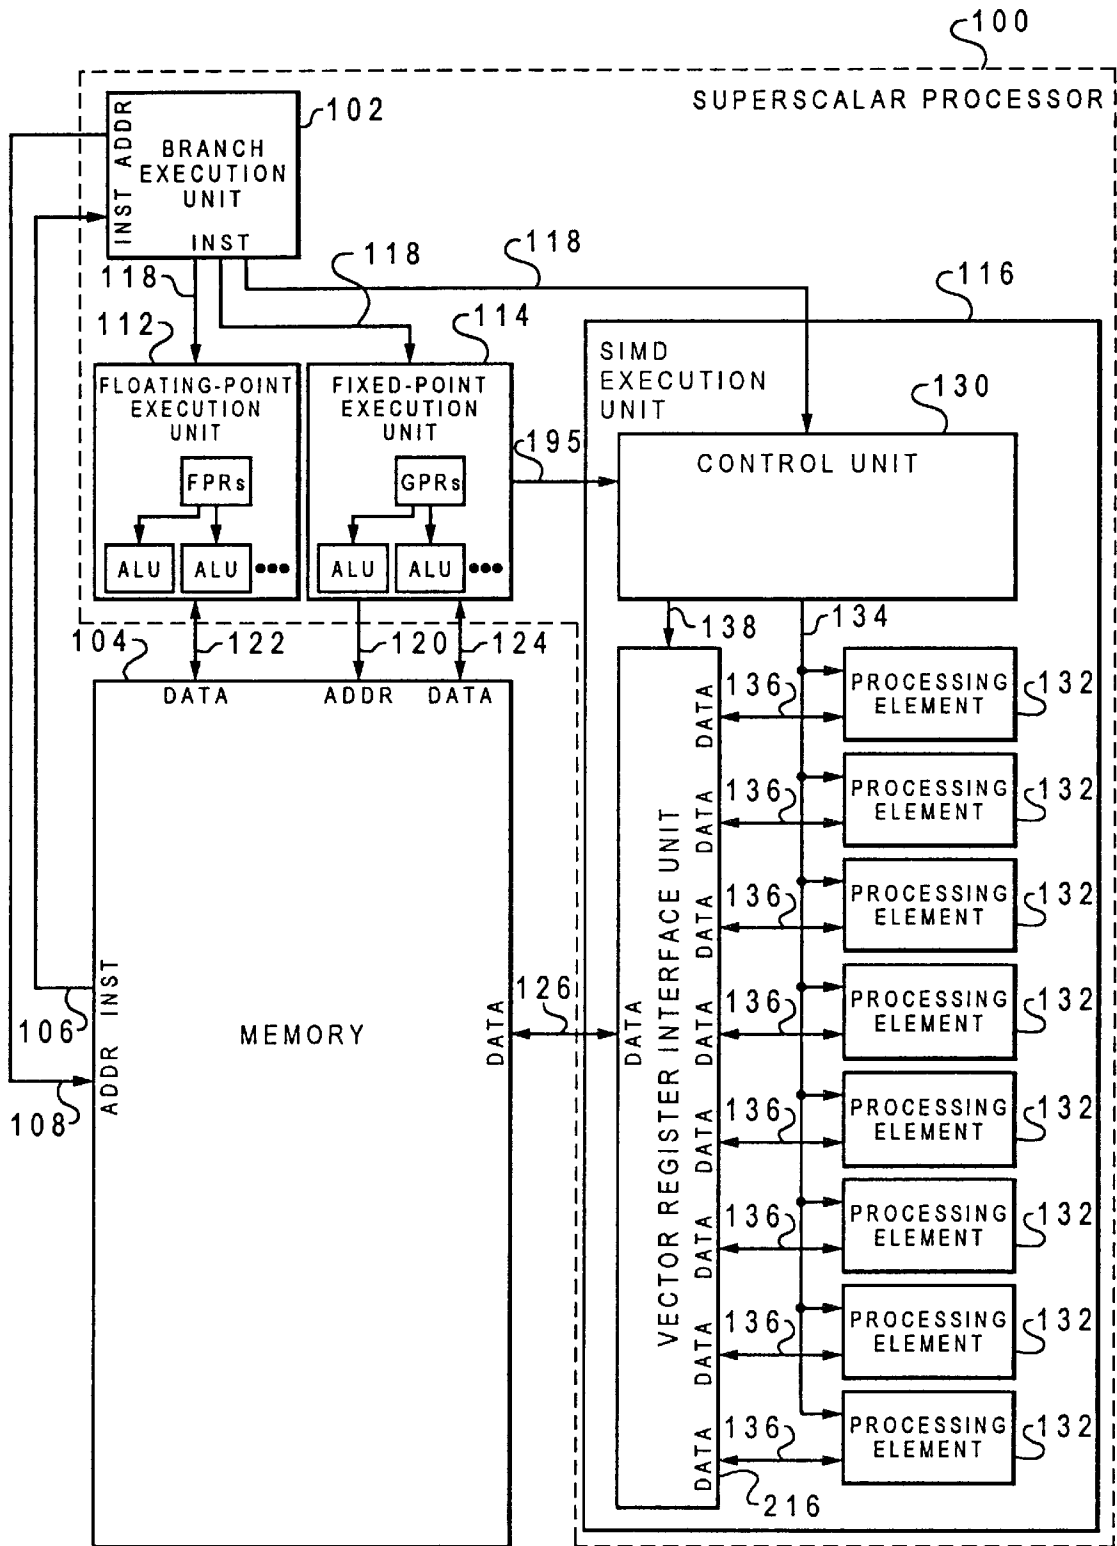 100
SUPERSCALAR PROCESSOR
102
INST ADDR
BRANCH
EXECUTION
UNIT
INST
118
118
118
116
112
114
FLOATING-POINT
EXECUTION
UNIT
FPRs
ALU
ALU
FIXED-POINT
EXECUTION
UNIT
GPRs
ALU
ALU
195
SIMD
EXECUTION
UNIT
130
CONTROL UNIT
138
134
104
122
120
124
DATA
ADDR
DATA
MEMORY
106
108
ADDR INST
DATA
126
DATA
VECTOR REGISTER INTERFACE UNIT
DATA
136
PROCESSING
ELEMENT
132
DATA
136
PROCESSING
ELEMENT
132
DATA
136
PROCESSING
ELEMENT
132
DATA
136
PROCESSING
ELEMENT
132
DATA
136
PROCESSING
ELEMENT
132
DATA
136
PROCESSING
ELEMENT
132
DATA
136
PROCESSING
ELEMENT
132
DATA
136
PROCESSING
ELEMENT
132
216